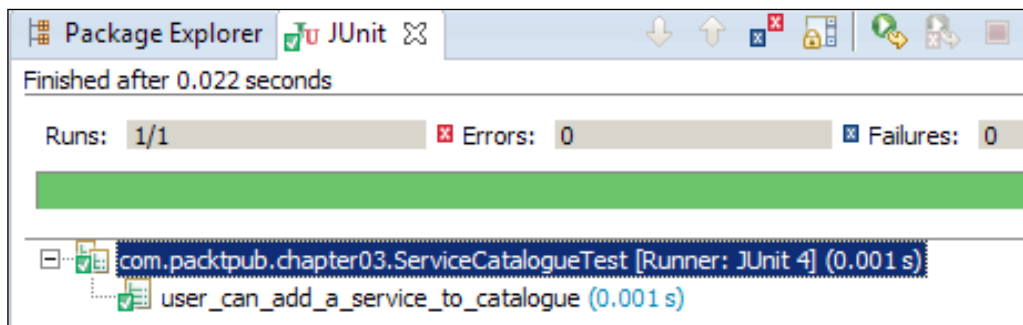 Package Explorer JUnit
Finished after 0.022 seconds
Runs: 1/1 Errors: 0 Failures: 0
com.packtpub.chapter03.ServiceCatalogueTest [Runner: JUnit 4] (0.001 s)
user_can_add_a_service_to_catalogue (0.001 s)